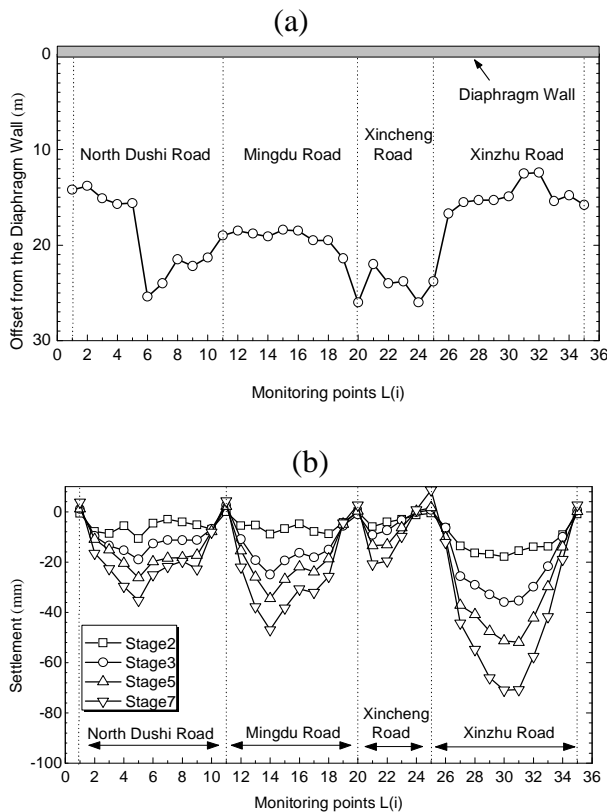 (a)
0
10
20
30
Offset from the Diaphragm Wall (m)
Diaphragm Wall
North Dushi Road
Mingdu Road
Xincheng
Road
Xinzhu Road
0 2 4 6 8 10 12 14 16 18 20 22 24 26 28 30 32 34 36
Monitoring points L(i)
(b)
0
-20
-40
-60
-80
-100
Settlement (mm)
Stage2
Stage3
Stage5
Stage7
North Dushi Road
Mingdu Road
Xincheng
Road
Xinzhu Road
0 2 4 6 8 10 12 14 16 18 20 22 24 26 28 30 32 34 36
Monitoring points L(i)